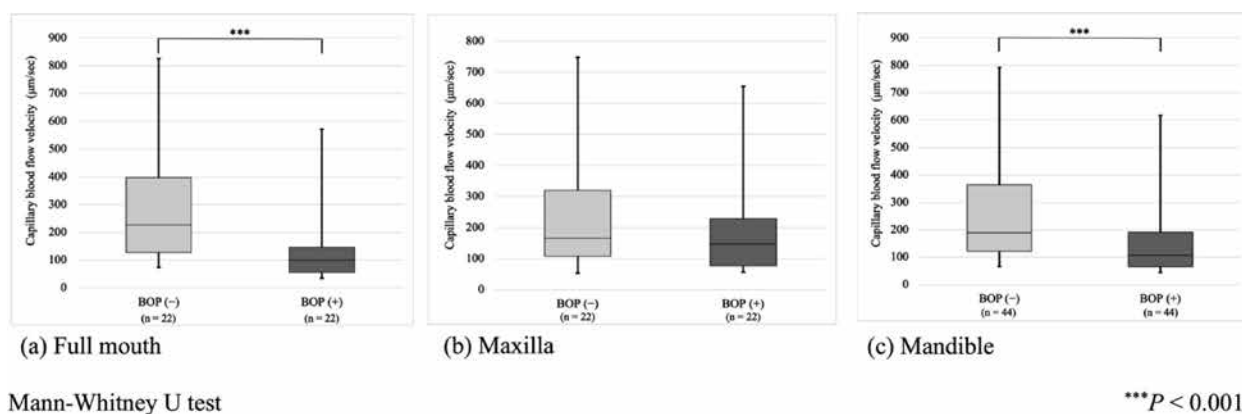 ***
900
800
700
600
500
400
300
200
100
0
Capillary blood flow velocity (μm/sec)
BOP (−)
(n = 22)
BOP (+)
(n = 22)
(a) Full mouth
800
700
600
500
400
300
200
100
0
Capillary blood flow velocity (μm/sec)
BOP (−)
(n = 22)
BOP (+)
(n = 22)
(b) Maxilla
***
900
800
700
600
500
400
300
200
100
0
Capillary blood flow velocity (μm/sec)
BOP (−)
(n = 44)
BOP (+)
(n = 44)
(c) Mandible
Mann-Whitney U test
***P < 0.001